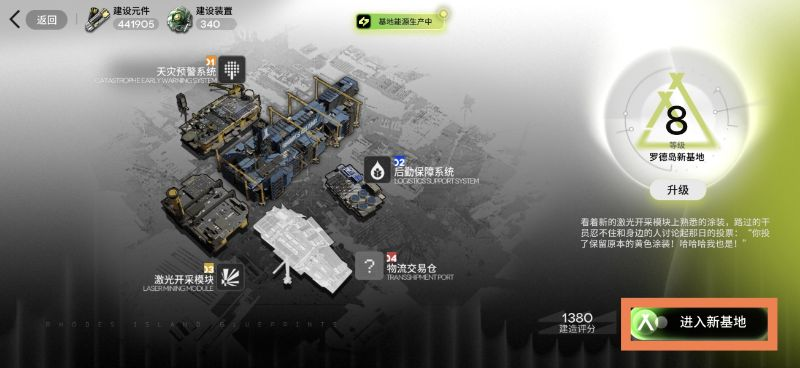 返回
建设元件
441905
建设装置
340
基地能源生产中
01
天灾预警系统
CATASTROPHE EARLY WARNING SYSTEM
02
后勤保障系统
LOGISTICS SUPPORT SYSTEM
03
激光开采模块
LASER MINING MODULE
?
04
物流交易仓
TRANSSHIPMENT PORT
8
等级
罗德岛新基地
升级
看着新的激光开采模块上熟悉的涂装，路过的干
员忍不住和身边的人讨论起那日的投票：“你投
了保留原本的黄色涂装！哈哈哈我也是！”
1380
建造评分
进入新基地
RHODES ISLAND BLUEPRINTS